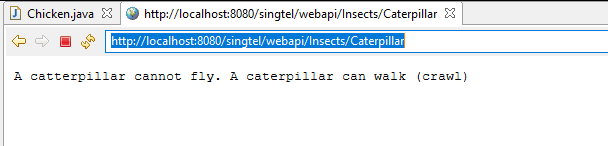 Chicken.java
http://localhost:8080/singtel/webapi/Insects/Caterpillar
http://localhost:8080/singtel/webapi/Insects/Caterpillar
A catterpillar cannot fly. A caterpillar can walk (crawl)